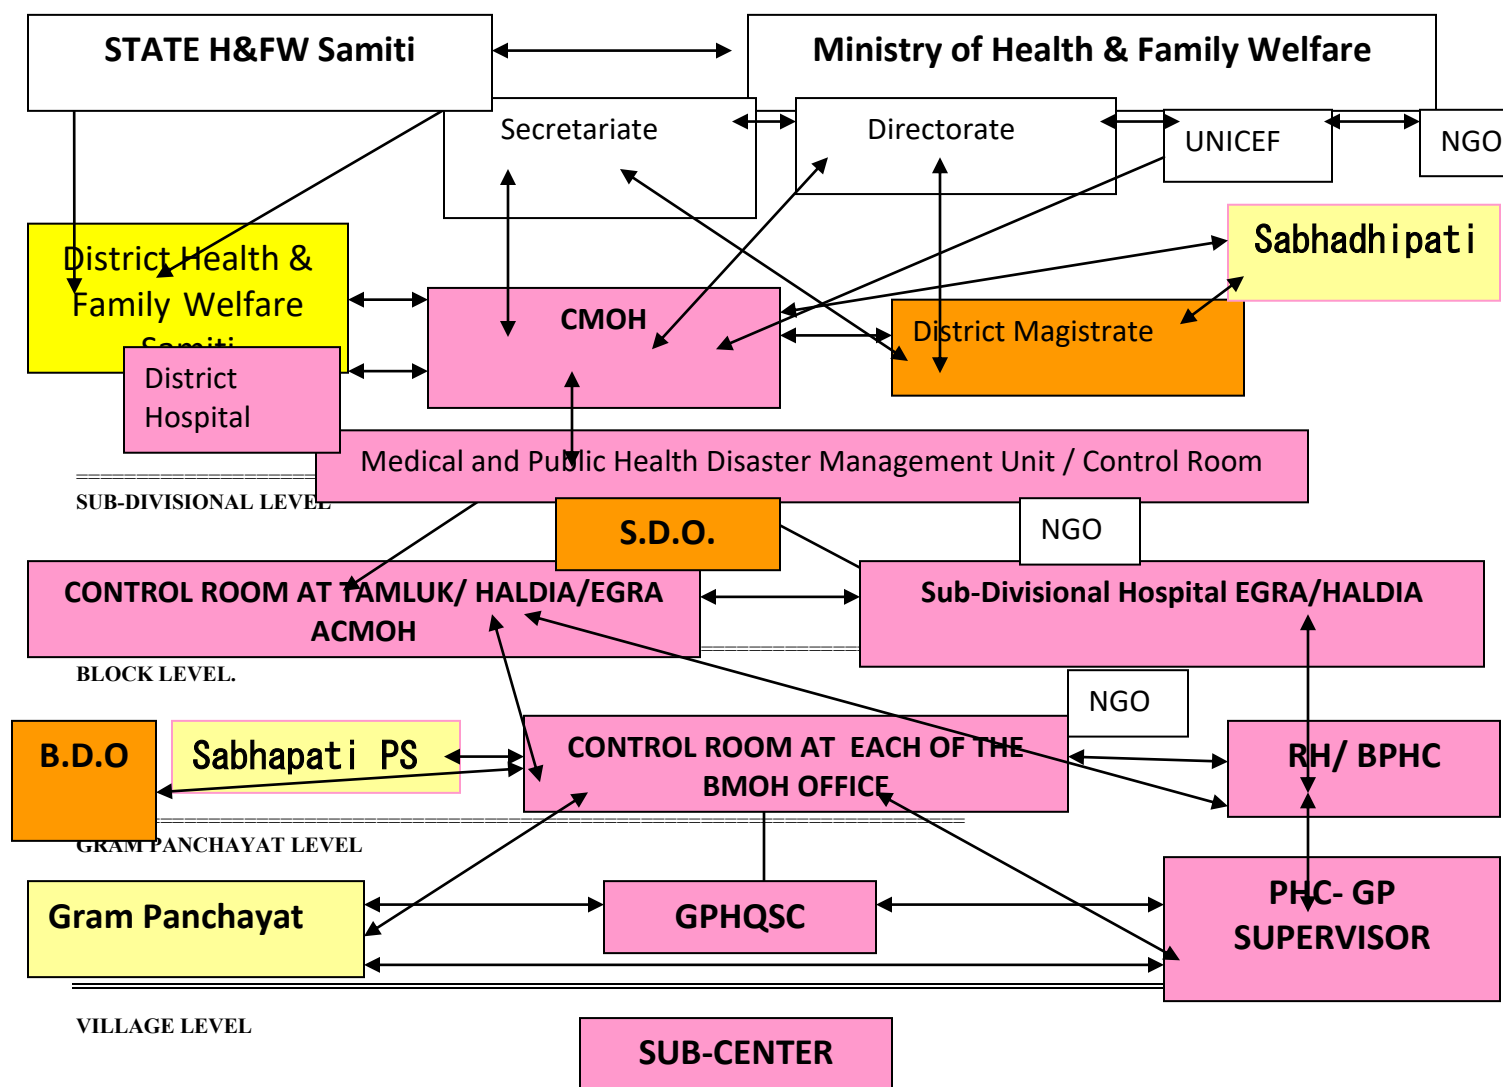 STATE H&FW Samiti
Ministry of Health & Family Welfare
Secretariate
Directorate
UNICEF
NGO
Sabhadhipati
District Health &
Family Welfare
Samiti
CMOH
District Magistrate
District
Hospital
Medical and Public Health Disaster Management Unit / Control Room
SUB-DIVISIONAL LEVEL
S.D.O.
NGO
CONTROL ROOM AT TAMLUK/ HALDIA/EGRA
ACMOH
Sub-Divisional Hospital EGRA/HALDIA
BLOCK LEVEL.
NGO
B.D.O
Sabhapati PS
CONTROL ROOM AT EACH OF THE
BMOH OFFICE
RH/ BPHC
GRAM PANCHAYAT LEVEL
Gram Panchayat
GPHQSC
PHC- GP
SUPERVISOR
VILLAGE LEVEL
SUB-CENTER